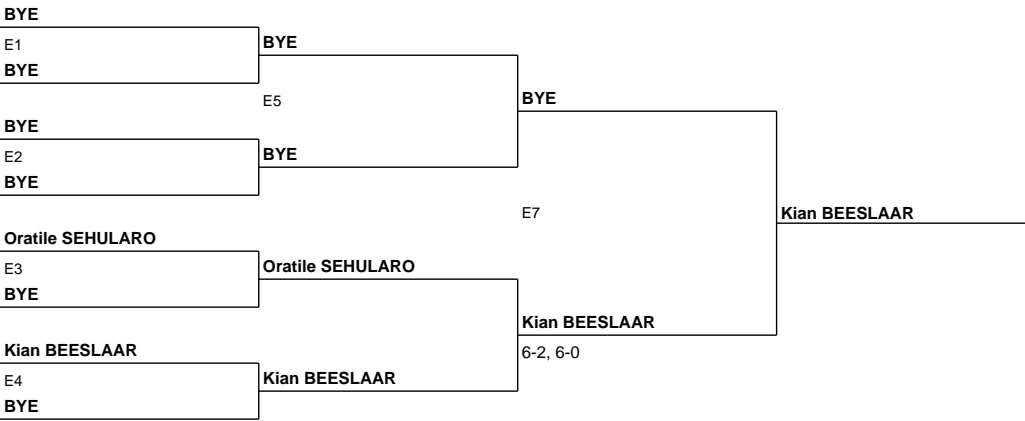 BYE
E1
BYE
BYE
E5
BYE
BYE
E2
BYE
BYE
E7
Kian BEESLAAR
Oratile SEHULARO
E3
Oratile SEHULARO
BYE
Kian BEESLAAR
6-2, 6-0
Kian BEESLAAR
E4
Kian BEESLAAR
BYE